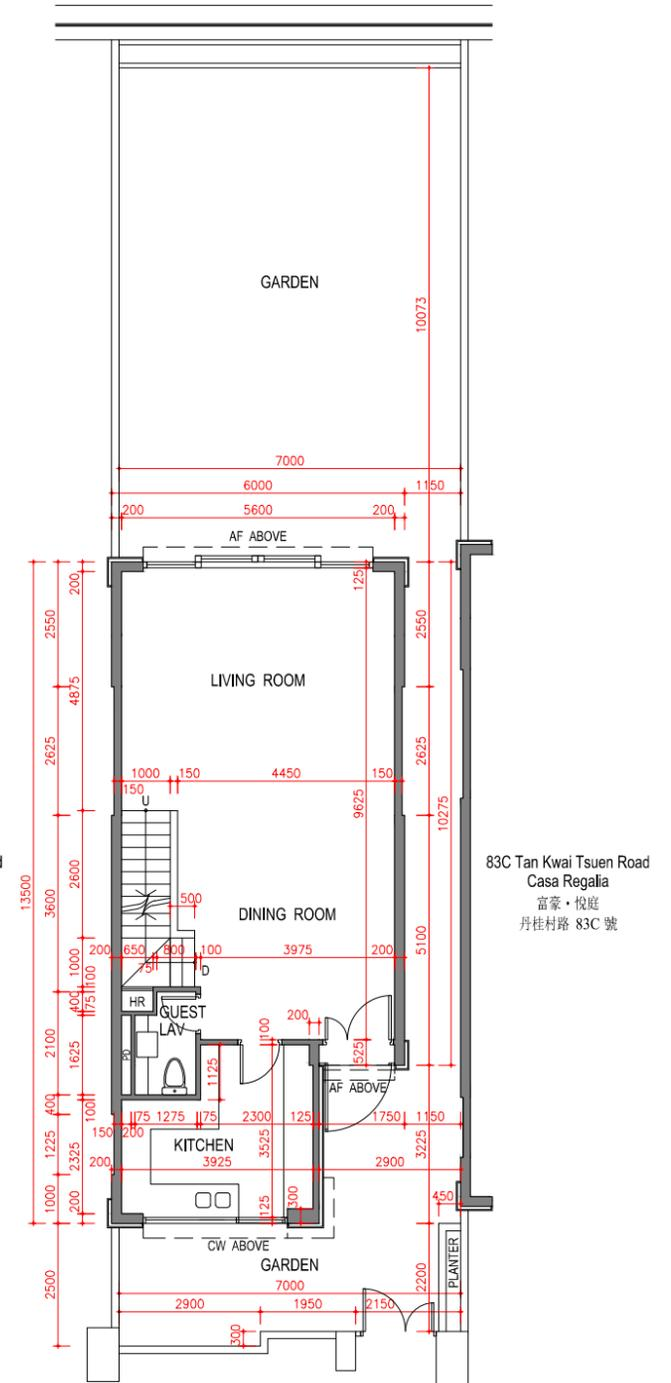 GARDEN
10073
7000
6000 1150
200 5600 200
AF ABOVE
200
125
2550
2550
LIVING ROOM
4875
2625
2625
1000 150 4450 150
150
U
9625
10275
13500
3600
2600
500
DINING ROOM
5100
83C Tan Kwai Tsuen Road
Casa Regalia
富豪・悅庭
丹桂村路 83C 號
200 650 800 100 3975 200
75
D
1000
100
HR
400
75
GUEST
LAV
200
100
525
2100
1625
PD
1125
AF ABOVE
400
100
75 1275 75 2300 125 1750 1150
150 200
1225
2325
KITCHEN
3525
3225
200 3925 2900
1000
200
125
300
450
CW ABOVE
GARDEN
PLANTER
2500
2200
7000
2900 1950 2150
300